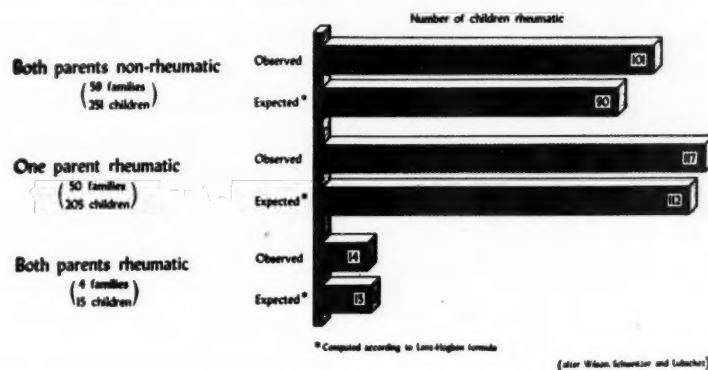 Number of children rheumatic
Both parents non-rheumatic
(58 families
251 children)
Observed
101
Expected*
90
One parent rheumatic
(50 families
205 children)
Observed
117
Expected*
112
Both parents rheumatic
(4 families
15 children)
Observed
14
Expected*
15
* Computed according to Lenz-Hogben formula
(after Wilson, Schweitzer and Lubschez)